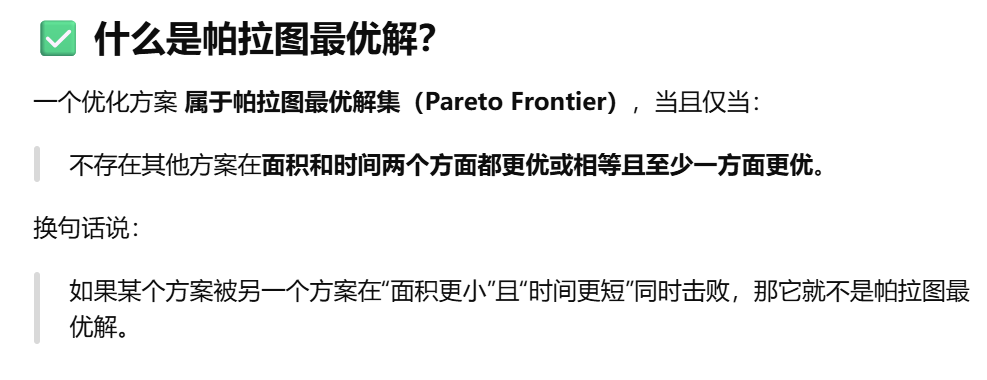 ✅ 什么是帕拉图最优解？
一个优化方案 属于帕拉图最优解集（Pareto Frontier），当且仅当：
不存在其他方案在面积和时间两个方面都更优或相等且至少一方面更优。
换句话说：
如果某个方案被另一个方案在“面积更小”且“时间更短”同时击败，那它就不是帕拉图最
优解。